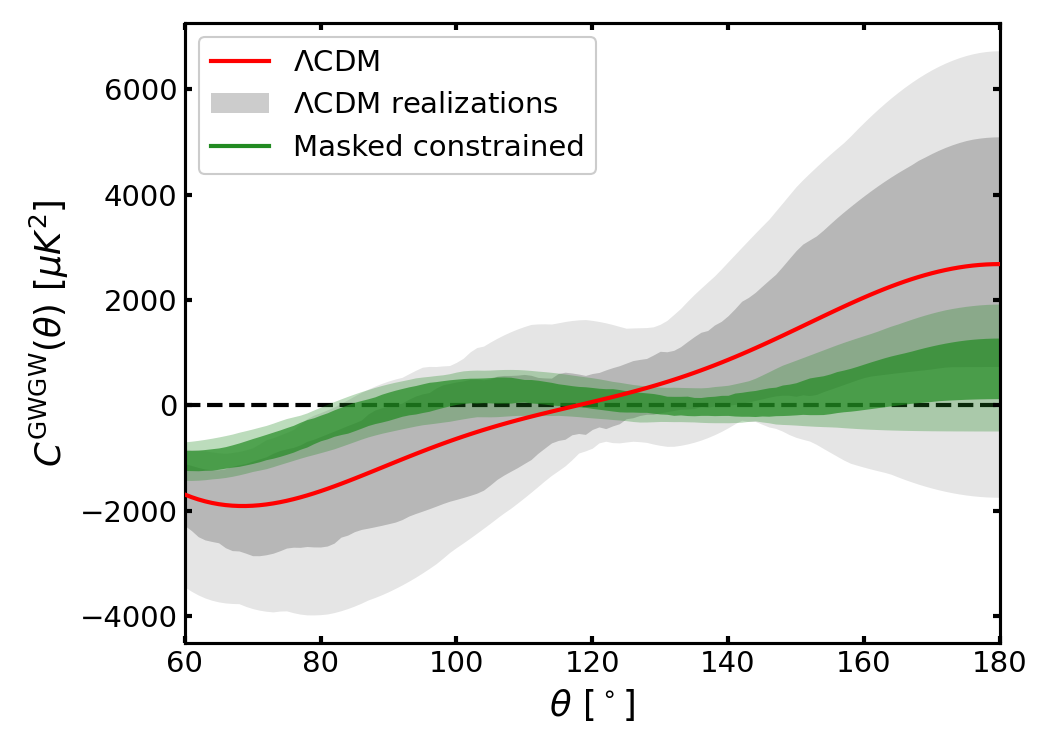 ΛCDM
ΛCDM realizations
Masked constrained
6000
4000
2000
0
−2000
−4000
C^GWGW(θ) [μK²]
60 80 100 120 140 160 180
θ [°]